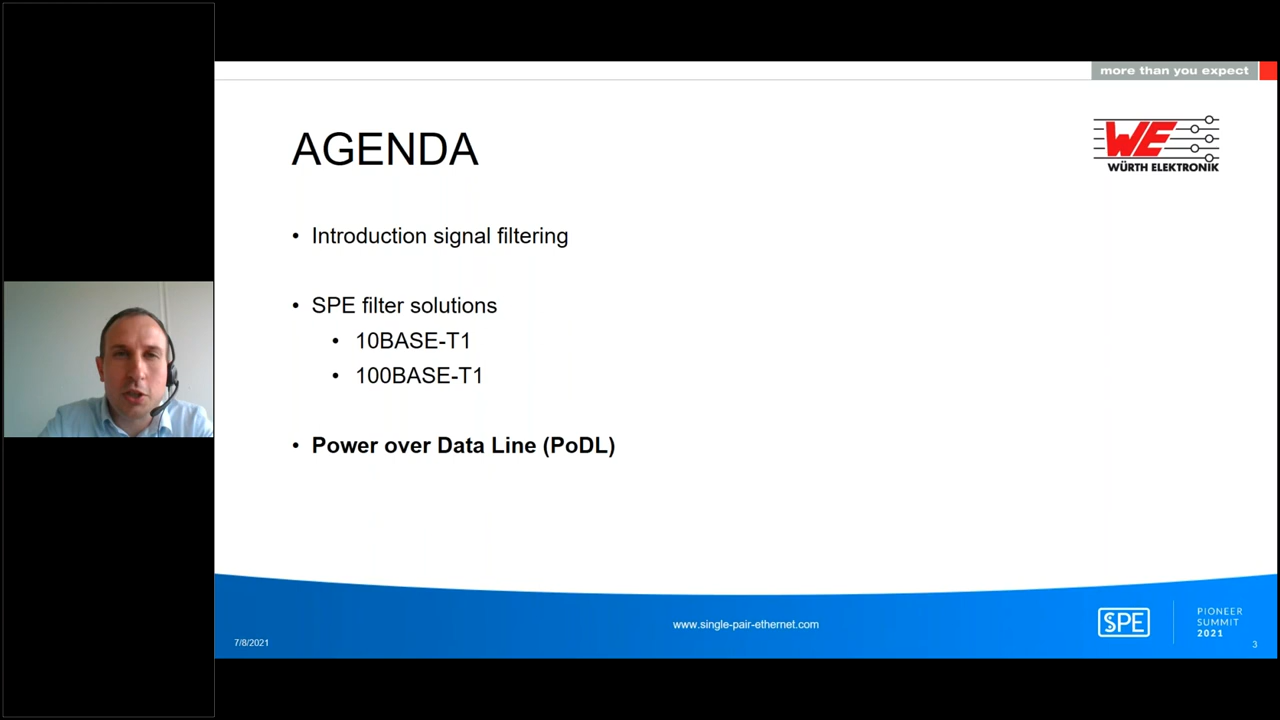 more than you expect
AGENDA
WE
WÜRTH ELEKTRONIK
• Introduction signal filtering
• SPE filter solutions
• 10BASE-T1
• 100BASE-T1
• Power over Data Line (PoDL)
7/8/2021
www.single-pair-ethernet.com
SPE
PIONEER
SUMMIT
2021
3